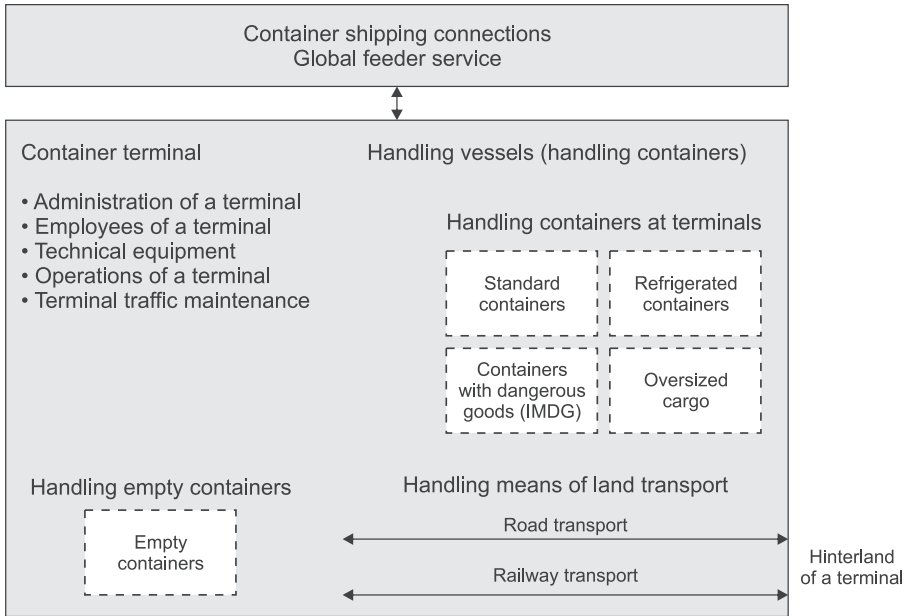 Container shipping connections
Global feeder service
Container terminal
• Administration of a terminal
• Employees of a terminal
• Technical equipment
• Operations of a terminal
• Terminal traffic maintenance
Handling vessels (handling containers)
Handling containers at terminals
Standard
containers
Refrigerated
containers
Containers
with dangerous
goods (IMDG)
Oversized
cargo
Handling empty containers
Empty
containers
Handling means of land transport
Road transport
Railway transport
Hinterland
of a terminal